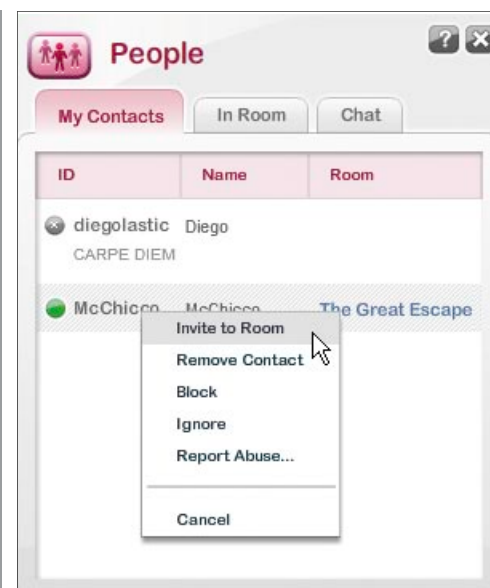 People
?
My Contacts In Room Chat
ID Name Room
diegolastic Diego
CARPE DIEM
McChicco McChicco The Great Escape
Invite to Room
Remove Contact
Block
Ignore
Report Abuse...
Cancel